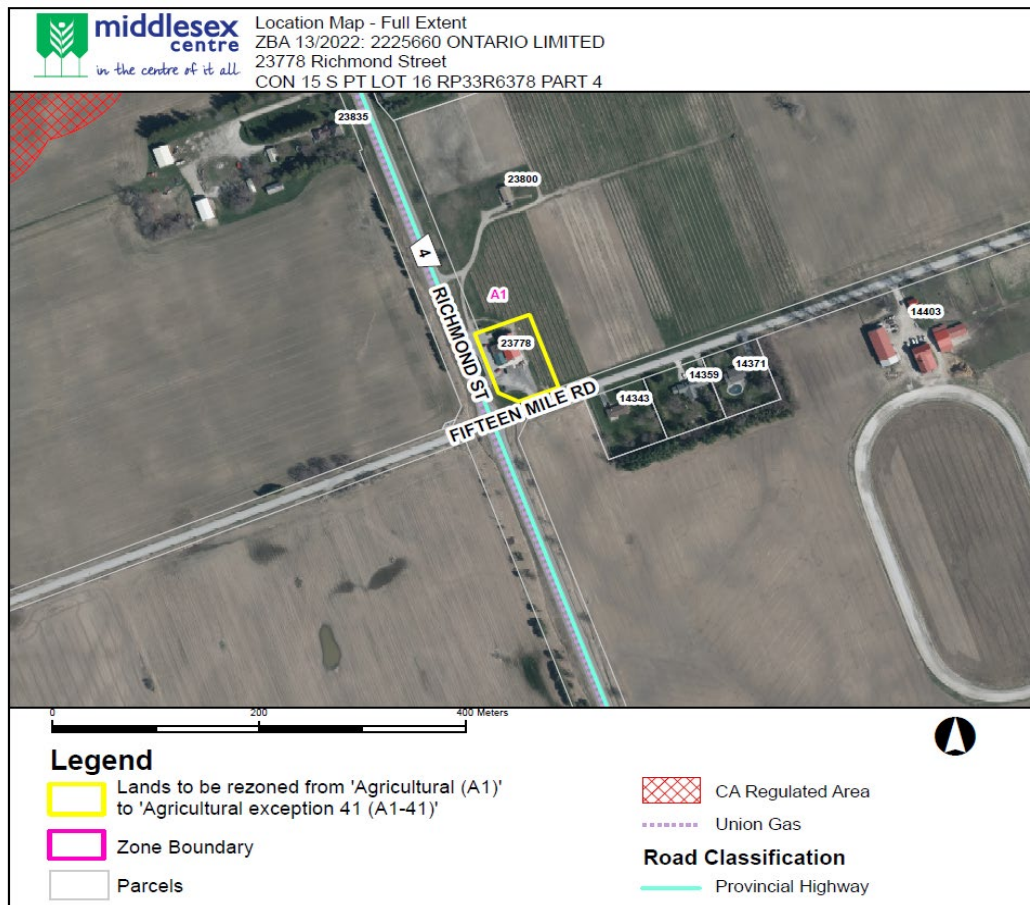 middlesex
centre
in the centre of it all
Location Map - Full Extent
ZBA 13/2022: 2225660 ONTARIO LIMITED
23778 Richmond Street
CON 15 S PT LOT 16 RP33R6378 PART 4
23835
23800
4
A1
RICHMOND ST
23778
14403
14371
14359
14343
FIFTEEN MILE RD
0
200
400 Meters
Legend
Lands to be rezoned from 'Agricultural (A1)'
to 'Agricultural exception 41 (A1-41)'
Zone Boundary
Parcels
CA Regulated Area
Union Gas
Road Classification
Provincial Highway